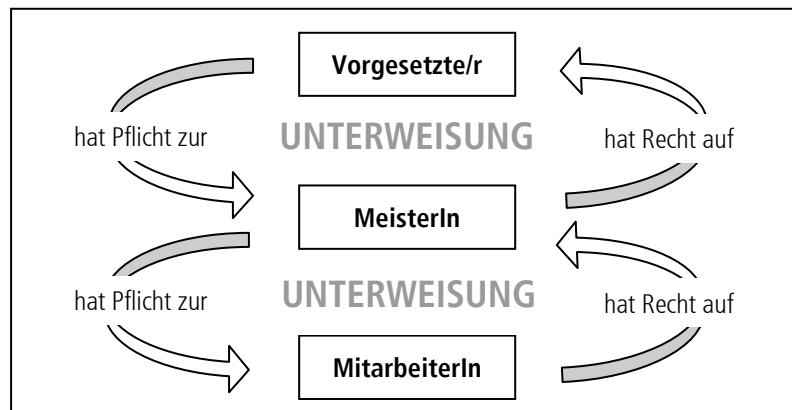 Vorgesetzte/r
hat Pflicht zur UNTERWEISUNG hat Recht auf
MeisterIn
hat Pflicht zur UNTERWEISUNG hat Recht auf
MitarbeiterIn